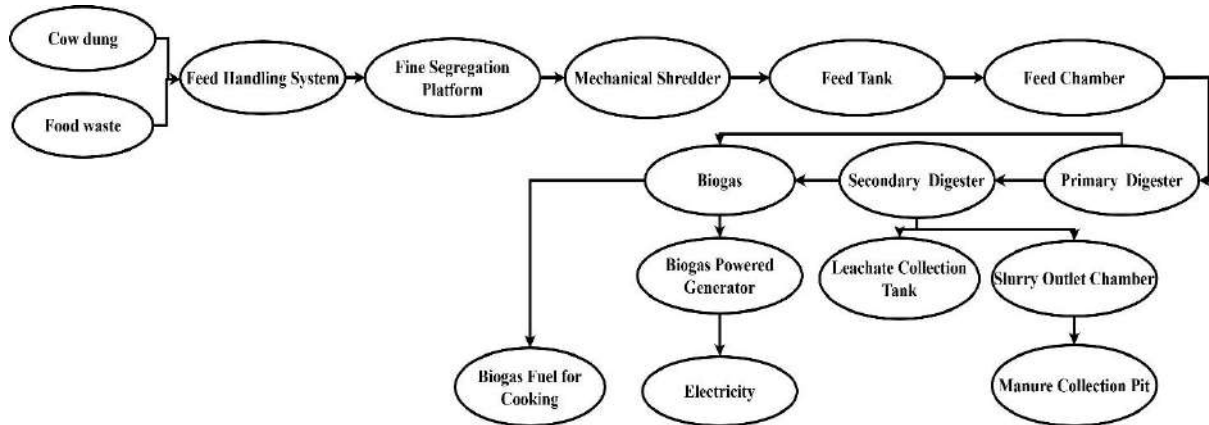 Cow dung
Food waste
Feed Handling System
Fine Segregation
Platform
Mechanical Shredder
Feed Tank
Feed Chamber
Biogas
Secondary Digester
Primary Digester
Biogas Powered
Generator
Leachate Collection
Tank
Slurry Outlet Chamber
Biogas Fuel for
Cooking
Electricity
Manure Collection Pit